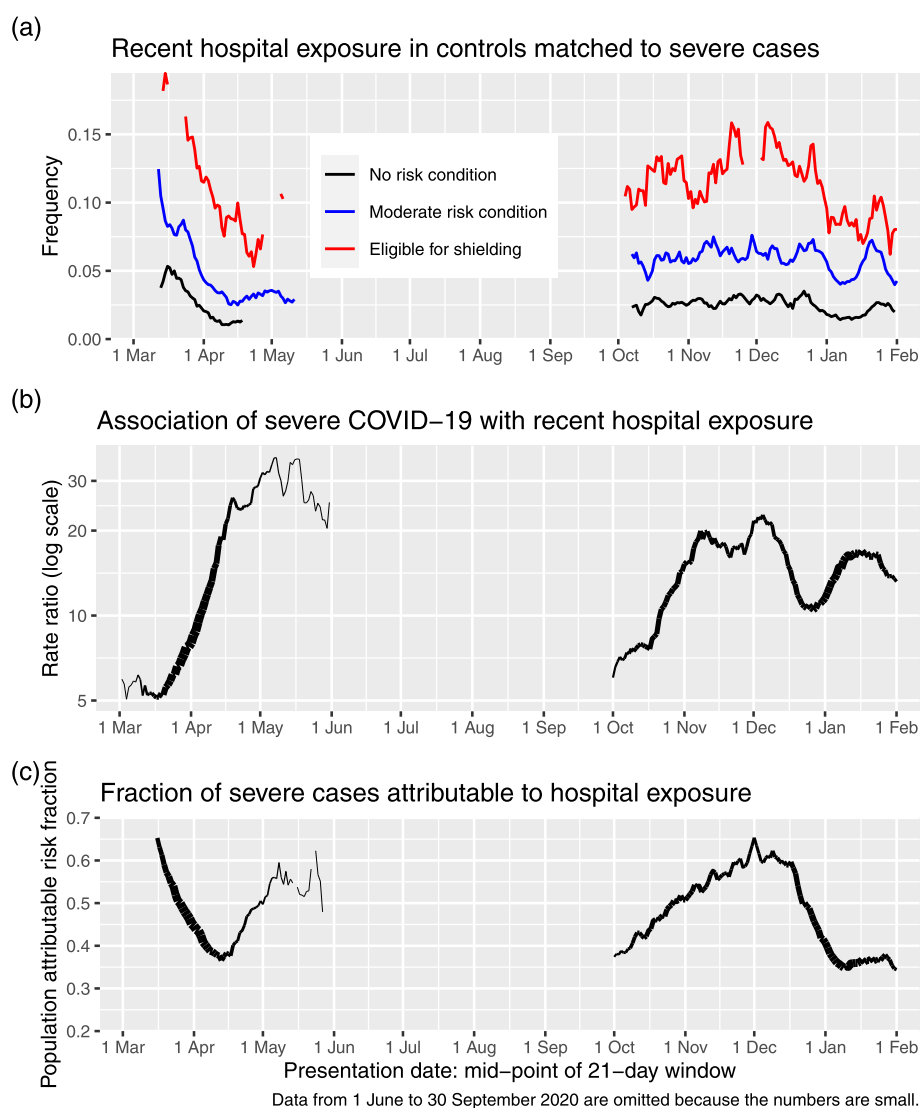 (a)
Recent hospital exposure in controls matched to severe cases
Frequency
0.15
0.10
0.05
0.00
No risk condition
Moderate risk condition
Eligible for shielding
1 Mar 1 Apr 1 May 1 Jun 1 Jul 1 Aug 1 Sep 1 Oct 1 Nov 1 Dec 1 Jan 1 Feb
(b)
Association of severe COVID−19 with recent hospital exposure
Rate ratio (log scale)
30
20
10
5
1 Mar 1 Apr 1 May 1 Jun 1 Jul 1 Aug 1 Sep 1 Oct 1 Nov 1 Dec 1 Jan 1 Feb
(c)
Fraction of severe cases attributable to hospital exposure
Population attributable risk fraction
0.7
0.6
0.5
0.4
0.3
0.2
1 Mar 1 Apr 1 May 1 Jun 1 Jul 1 Aug 1 Sep 1 Oct 1 Nov 1 Dec 1 Jan 1 Feb
Presentation date: mid−point of 21−day window
Data from 1 June to 30 September 2020 are omitted because the numbers are small.